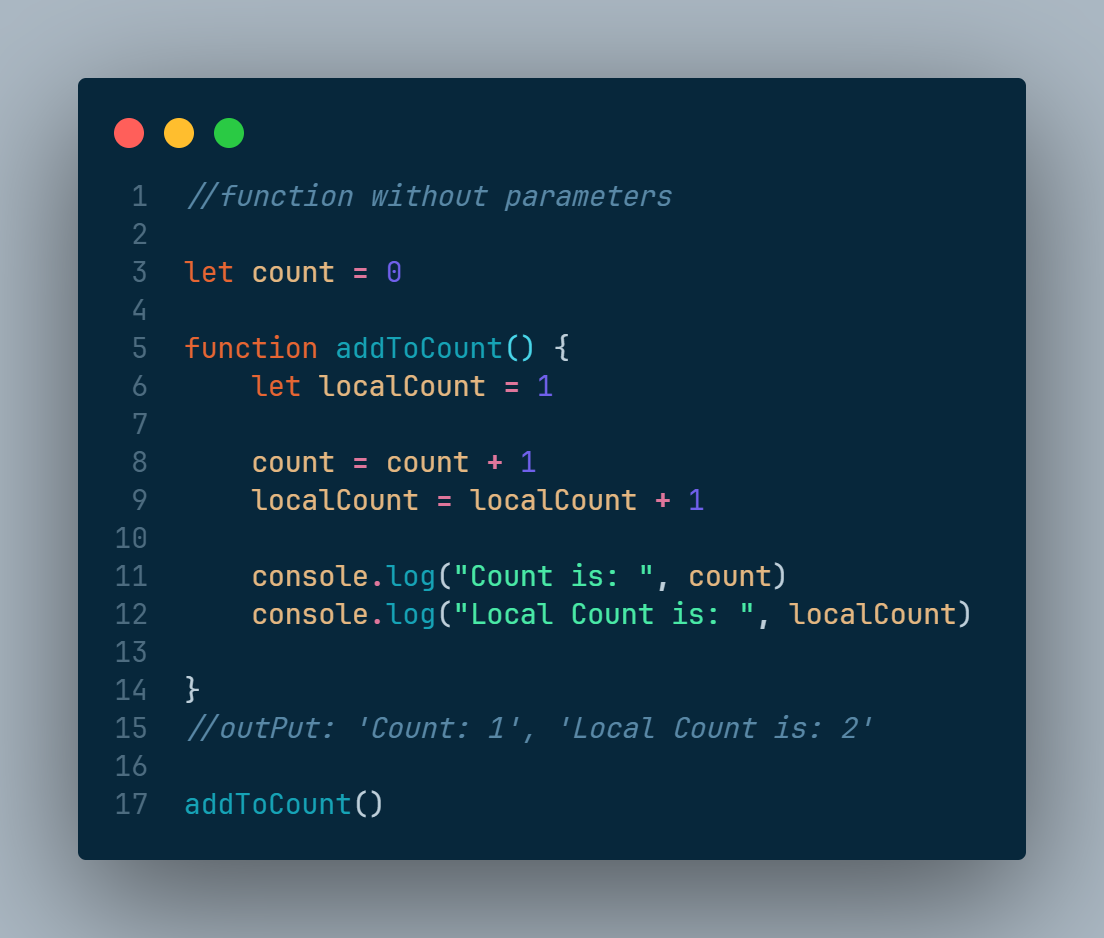 1 //function without parameters
2
3 let count = 0
4
5 function addToCount() {
6     let localCount = 1
7
8     count = count + 1
9     localCount = localCount + 1
10
11     console.log("Count is: ", count)
12     console.log("Local Count is: ", localCount)
13
14 }
15 //outPut: 'Count: 1', 'Local Count is: 2'
16
17 addToCount()